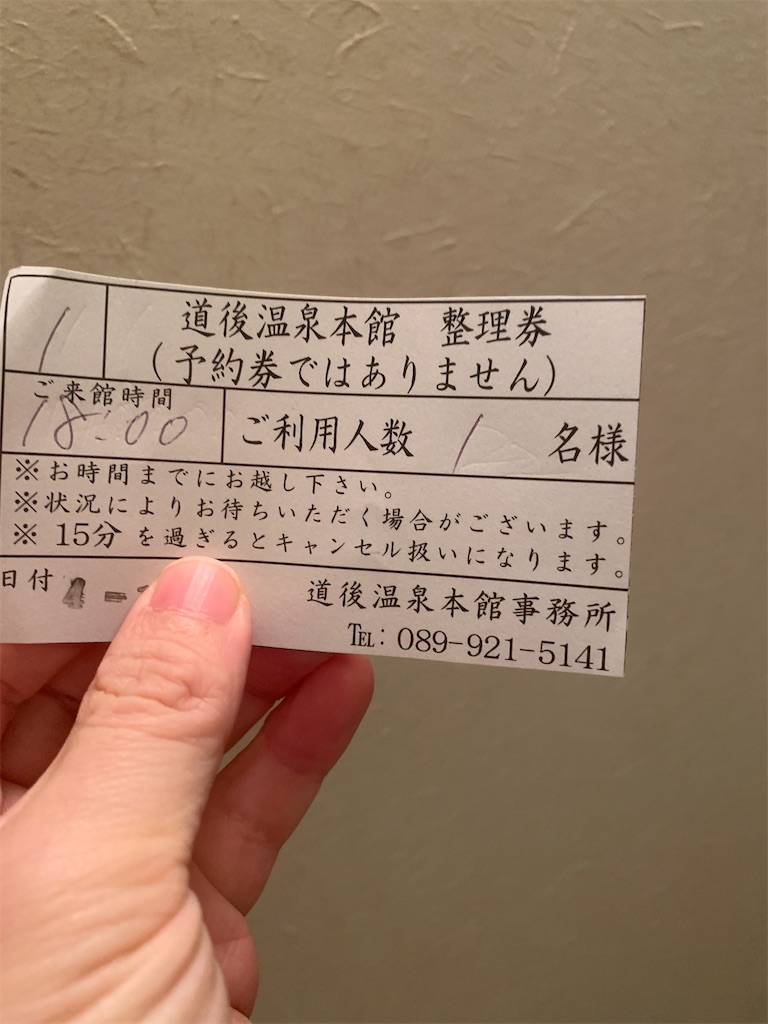 1
道後温泉本館 整理券
(予約券ではありません)
ご来館時間
18:00
ご利用人数 1 名様
※お時間までにお越し下さい。
※状況によりお待ちいただく場合がございます。
※ 15分を過ぎるとキャンセル扱いになります。
日付
道後温泉本館事務所
TEL: 089-921-5141